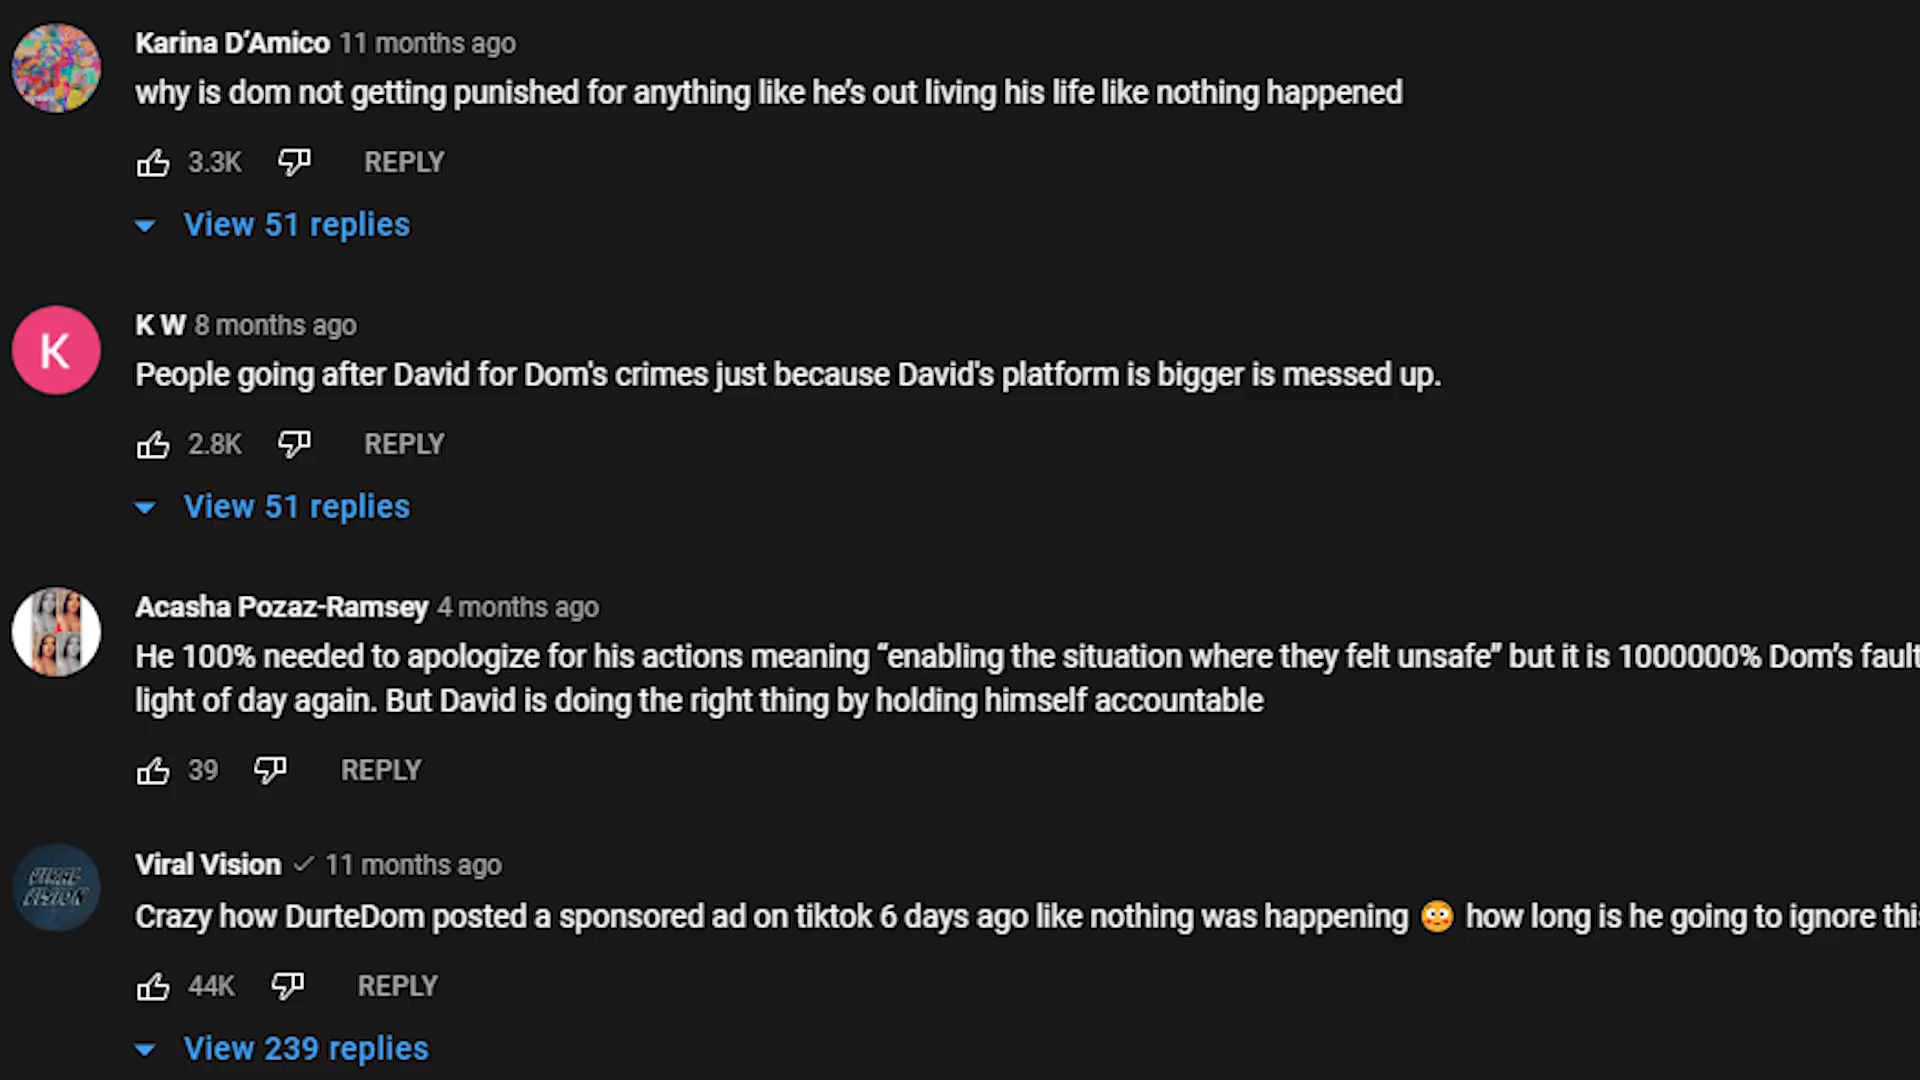 Karina D’Amico 11 months ago
why is dom not getting punished for anything like he’s out living his life like nothing happened
3.3K REPLY
View 51 replies
K
K W 8 months ago
People going after David for Dom's crimes just because David's platform is bigger is messed up.
2.8K REPLY
View 51 replies
Acasha Pozaz-Ramsey 4 months ago
He 100% needed to apologize for his actions meaning “enabling the situation where they felt unsafe” but it is 1000000% Dom’s fault
light of day again. But David is doing the right thing by holding himself accountable
39 REPLY
VIRAL
VISION
Viral Vision 11 months ago
Crazy how DurteDom posted a sponsored ad on tiktok 6 days ago like nothing was happening 😳 how long is he going to ignore this
44K REPLY
View 239 replies